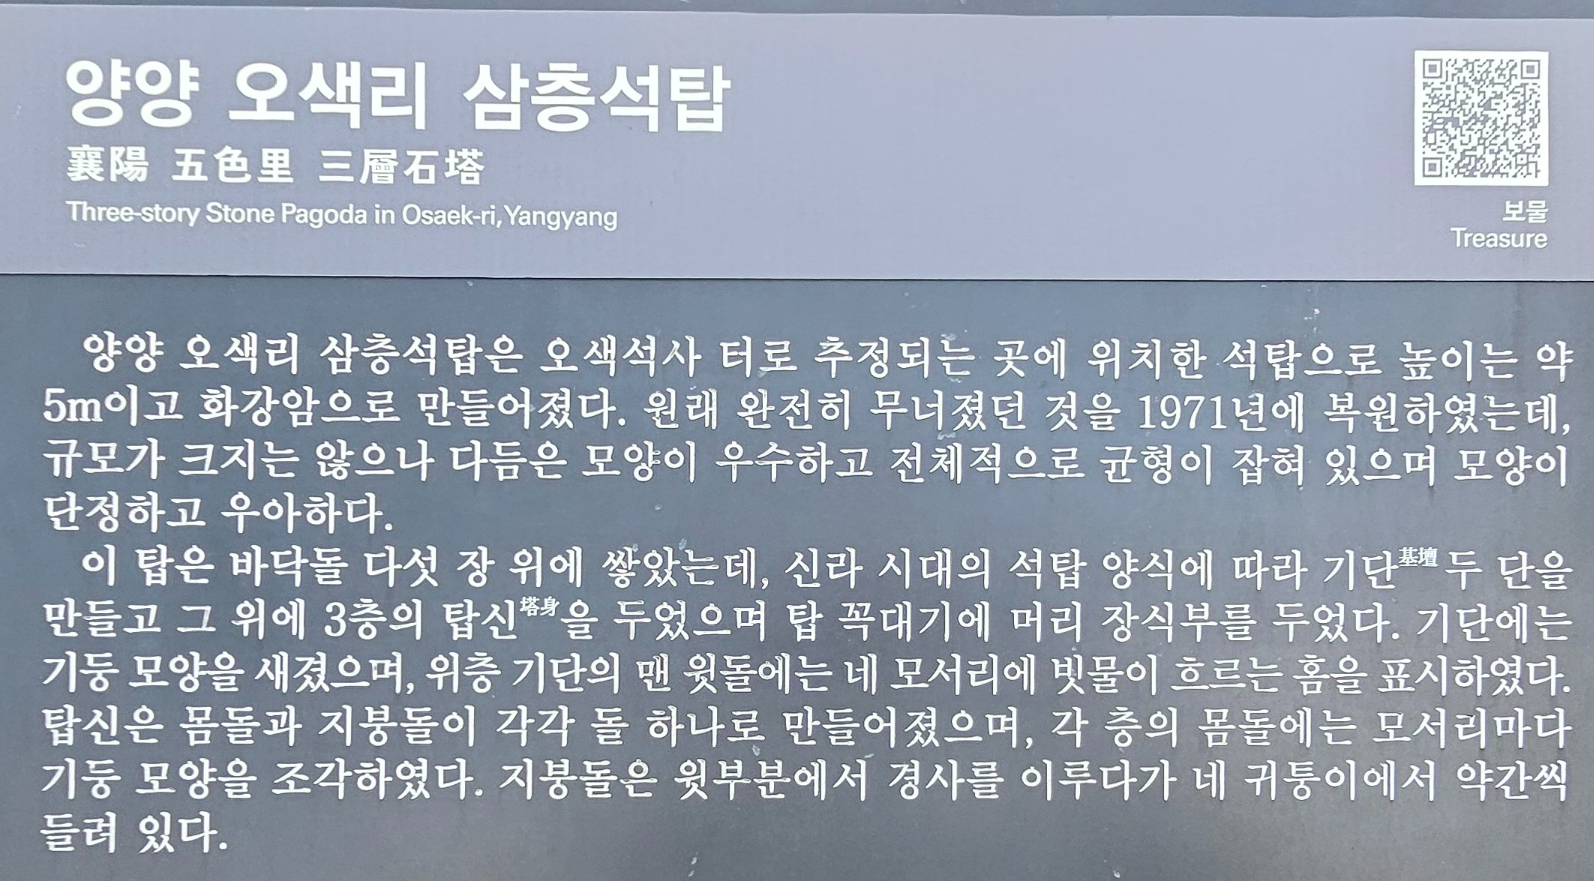 양양 오색리 삼층석탑
襄陽 五色里 三層石塔
Three-story Stone Pagoda in Osaek-ri, Yangyang
보물
Treasure
양양 오색리 삼층석탑은 오색석사 터로 추정되는 곳에 위치한 석탑으로 높이는 약
5m이고 화강암으로 만들어졌다. 원래 완전히 무너졌던 것을 1971년에 복원하였는데,
규모가 크지는 않으나 다듬은 모양이 우수하고 전체적으로 균형이 잡혀 있으며 모양이
단정하고 우아하다.
이 탑은 바닥돌 다섯 장 위에 쌓았는데, 신라 시대의 석탑 양식에 따라 기단基壇 두 단을
만들고 그 위에 3층의 탑신塔身을 두었으며 탑 꼭대기에 머리 장식부를 두었다. 기단에는
기둥 모양을 새겼으며, 위층 기단의 맨 윗돌에는 네 모서리에 빗물이 흐르는 홈을 표시하였다.
탑신은 몸돌과 지붕돌이 각각 돌 하나로 만들어졌으며, 각 층의 몸돌에는 모서리마다
기둥 모양을 조각하였다. 지붕돌은 윗부분에서 경사를 이루다가 네 귀퉁이에서 약간씩
들려 있다.